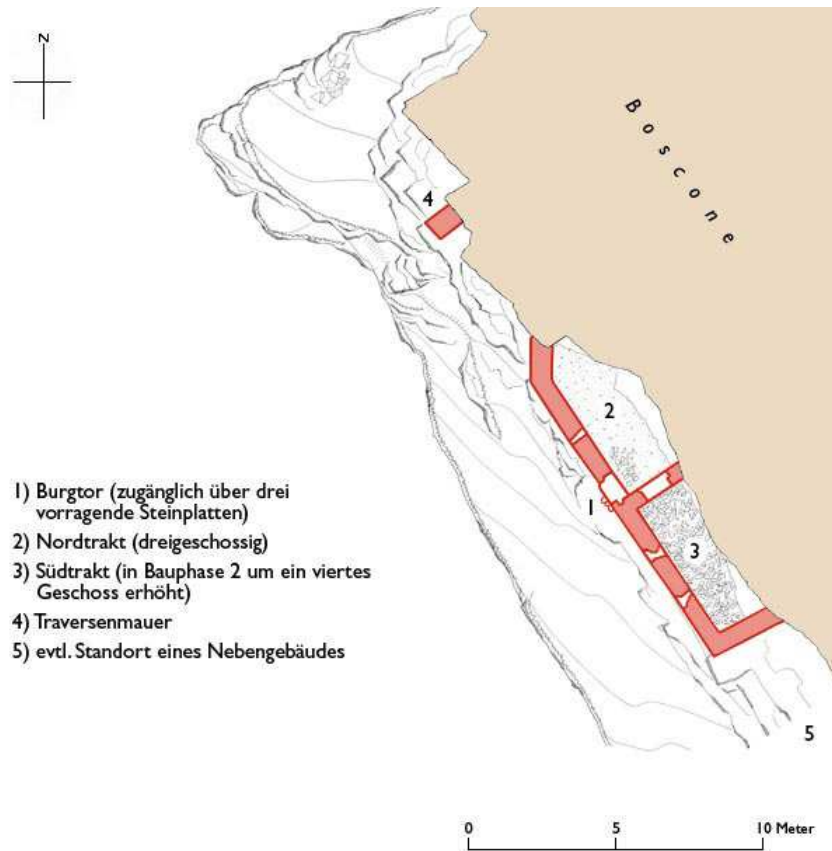 N
Boscone
4
2
1
3
5
1) Burgtor (zugänglich über drei
vorragende Steinplatten)
2) Nordtrakt (dreigeschossig)
3) Südtrakt (in Bauphase 2 um ein viertes
Geschoss erhöht)
4) Traversenmauer
5) evtl. Standort eines Nebengebäudes
0 5 10 Meter